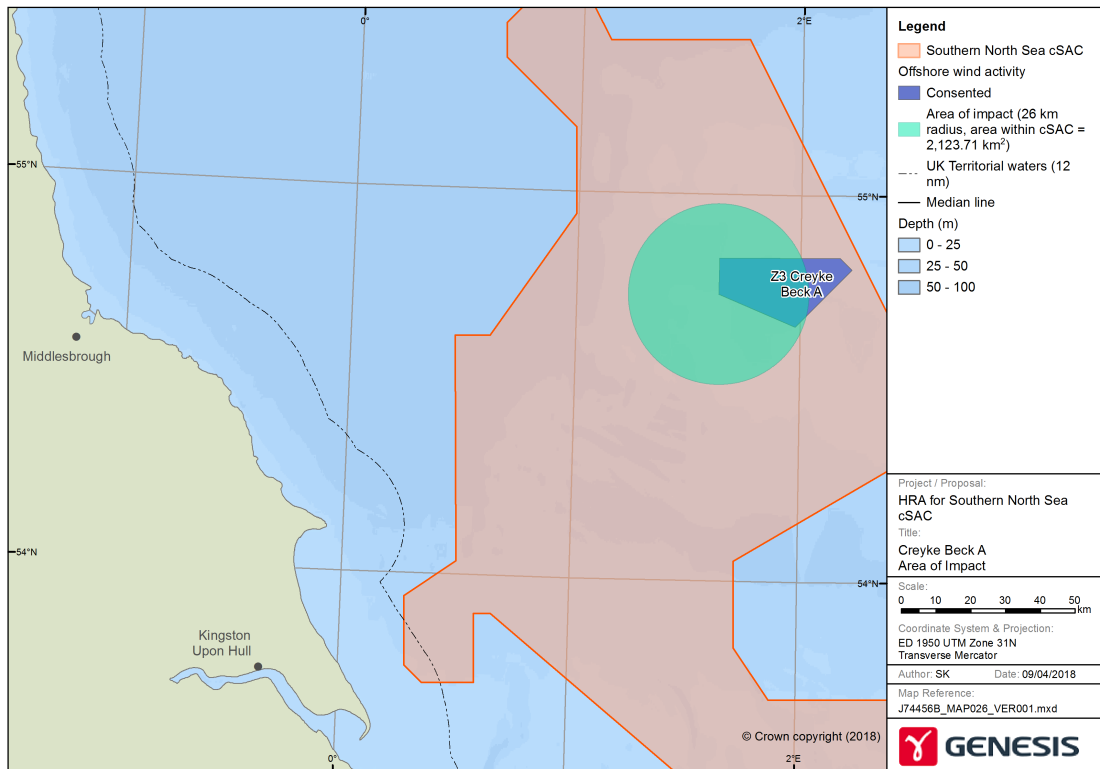 0°
2°E
55°N
55°N
Z3 Creyke
Beck A
Middlesbrough
54°N
54°N
Kingston
Upon Hull
© Crown copyright (2018)
0°
2°E
Legend
Southern North Sea cSAC
Offshore wind activity
Consented
Area of impact (26 km
radius, area within cSAC =
2,123.71 km²)
UK Territorial waters (12
nm)
Median line
Depth (m)
0 - 25
25 - 50
50 - 100
Project / Proposal:
HRA for Southern North Sea
cSAC
Title:
Creyke Beck A
Area of Impact
Scale:
0 10 20 30 40 50
km
Coordinate System & Projection:
ED 1950 UTM Zone 31N
Transverse Mercator
Author: SK Date: 09/04/2018
Map Reference:
J74456B_MAP026_VER001.mxd
GENESIS